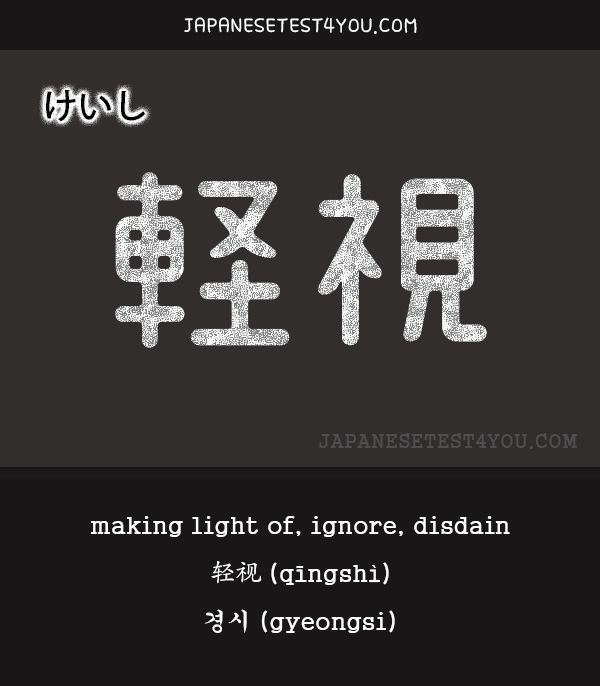 JAPANESETEST4YOU.COM
けいし
軽視
JAPANESETEST4YOU.COM
making light of, ignore, disdain
轻视 (qīngshì)
경시 (gyeongsi)